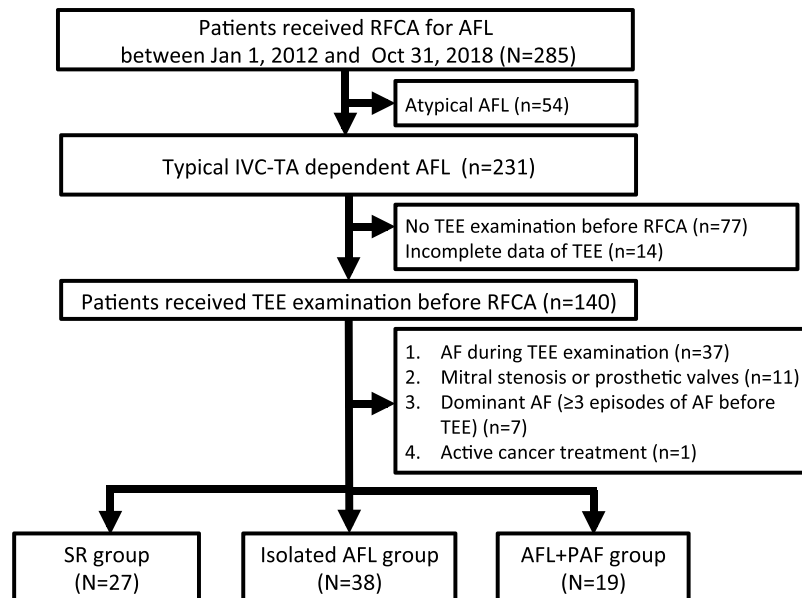 Patients received RFCA for AFL
between Jan 1, 2012 and Oct 31, 2018 (N=285)
Atypical AFL (n=54)
Typical IVC-TA dependent AFL (n=231)
No TEE examination before RFCA (n=77)
Incomplete data of TEE (n=14)
Patients received TEE examination before RFCA (n=140)
1. AF during TEE examination (n=37)
2. Mitral stenosis or prosthetic valves (n=11)
3. Dominant AF (≥3 episodes of AF before
TEE) (n=7)
4. Active cancer treatment (n=1)
SR group
(N=27)
Isolated AFL group
(N=38)
AFL+PAF group
(N=19)